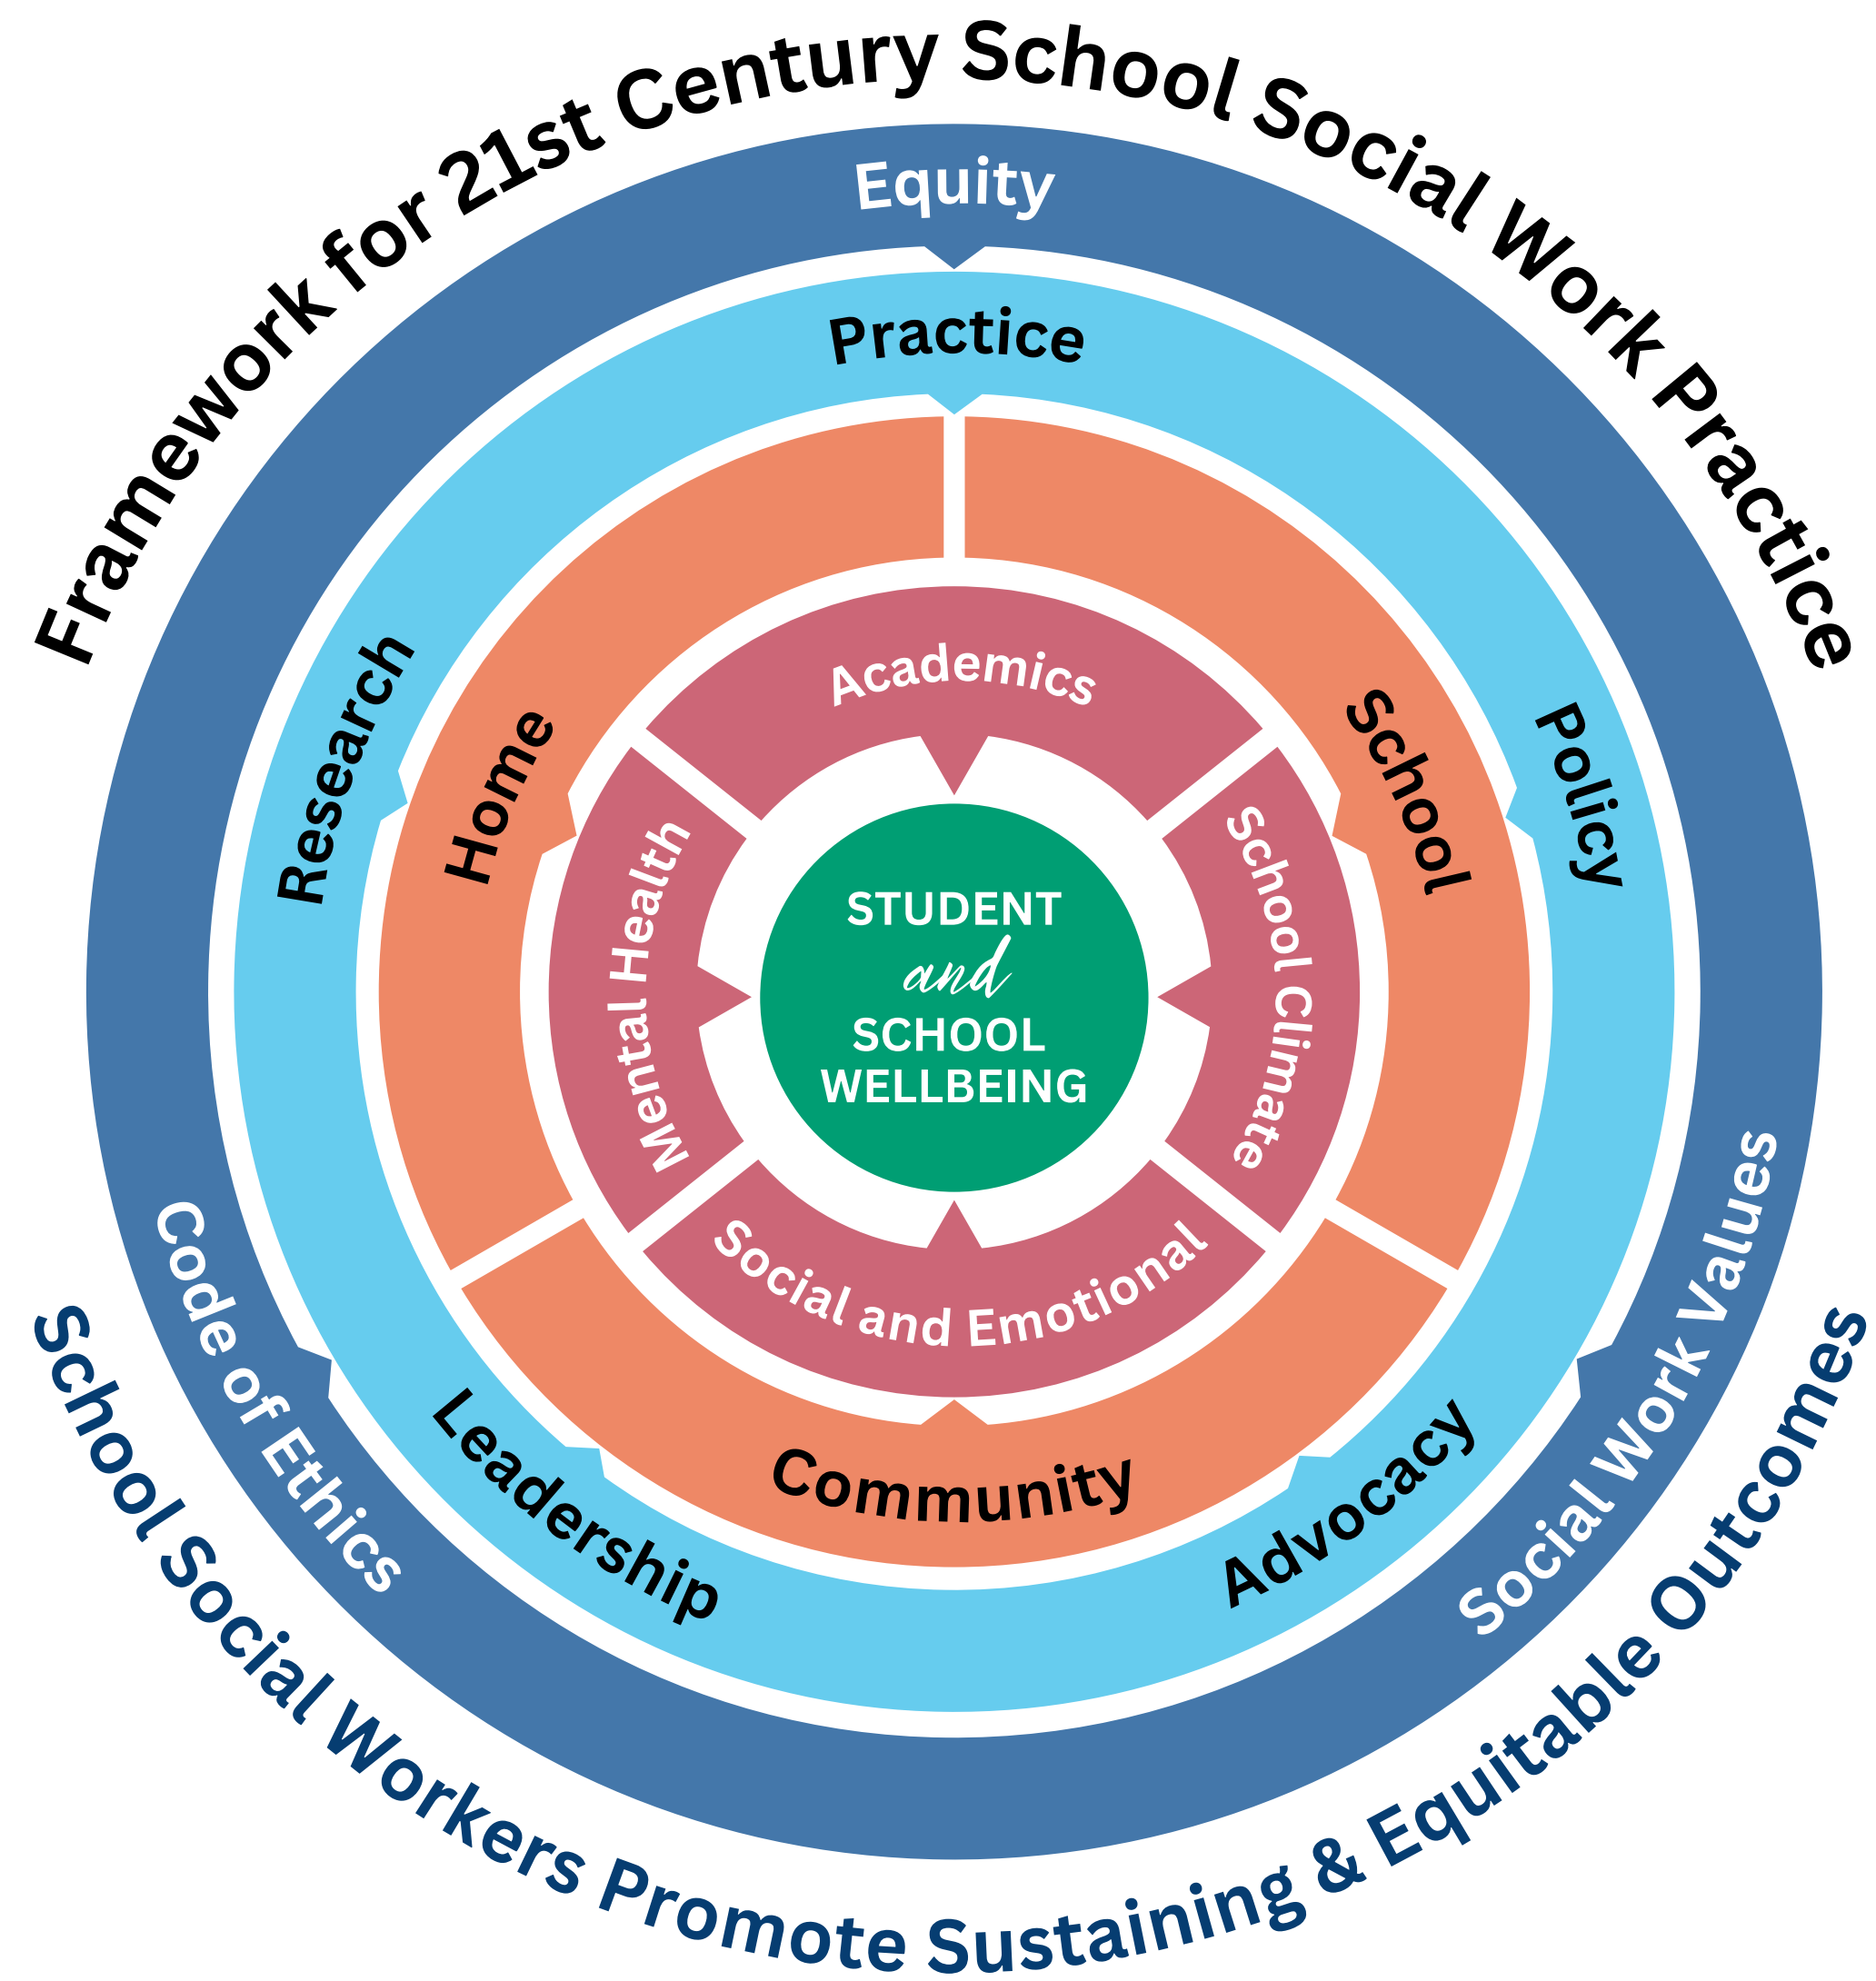 Framework for 21st Century School Social Work Practice
Equity
Practice
Research
Policy
Home
School
Academics
Mental Health
School Climate
STUDENT
and
SCHOOL
WELLBEING
Social and Emotional
Community
Leadership
Advocacy
Code of Ethics
Social Work Values
School Social Workers Promote Sustaining & Equitable Outcomes